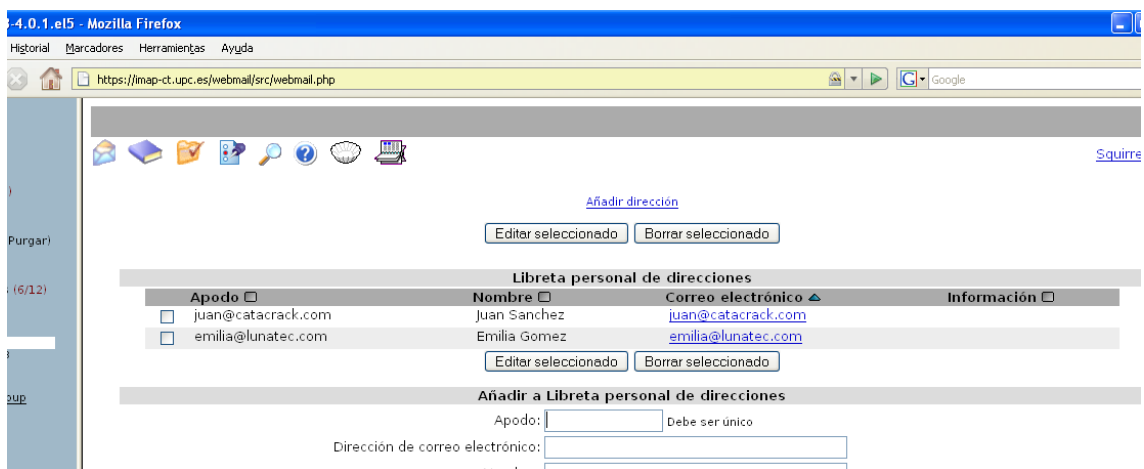 -4.0.1.el5 - Mozilla Firefox
Historial Marcadores Herramientas Ayuda
https://imap-ct.upc.es/webmail/src/webmail.php
G Google
Squirre
)
Añadir dirección
Purgar)
Editar seleccionado Borrar seleccionado
(6/12)
Libreta personal de direcciones
Apodo Nombre Correo electrónico Información
juan@catacrack.com Juan Sanchez juan@catacrack.com
emilia@lunatec.com Emilia Gomez emilia@lunatec.com
Editar seleccionado Borrar seleccionado
oup
Añadir a Libreta personal de direcciones
Apodo: Debe ser único
Dirección de correo electrónico: